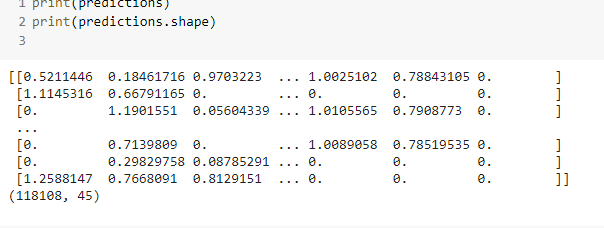 1 print(predictions)
2 print(predictions.shape)
3
[[0.5211446 0.18461716 0.9703223 ... 1.0025102 0.78843105 0. ]
[1.1145316 0.66791165 0. ... 0. 0. 0. ]
[0. 1.1901551 0.05604339 ... 1.0105565 0.7908773 0. ]
...
[0. 0.7139809 0. ... 1.0089058 0.78519535 0. ]
[0. 0.29829758 0.08785291 ... 0. 0. 0. ]
[1.2588147 0.7668091 0.8129151 ... 0. 0. 0. ]]
(118108, 45)